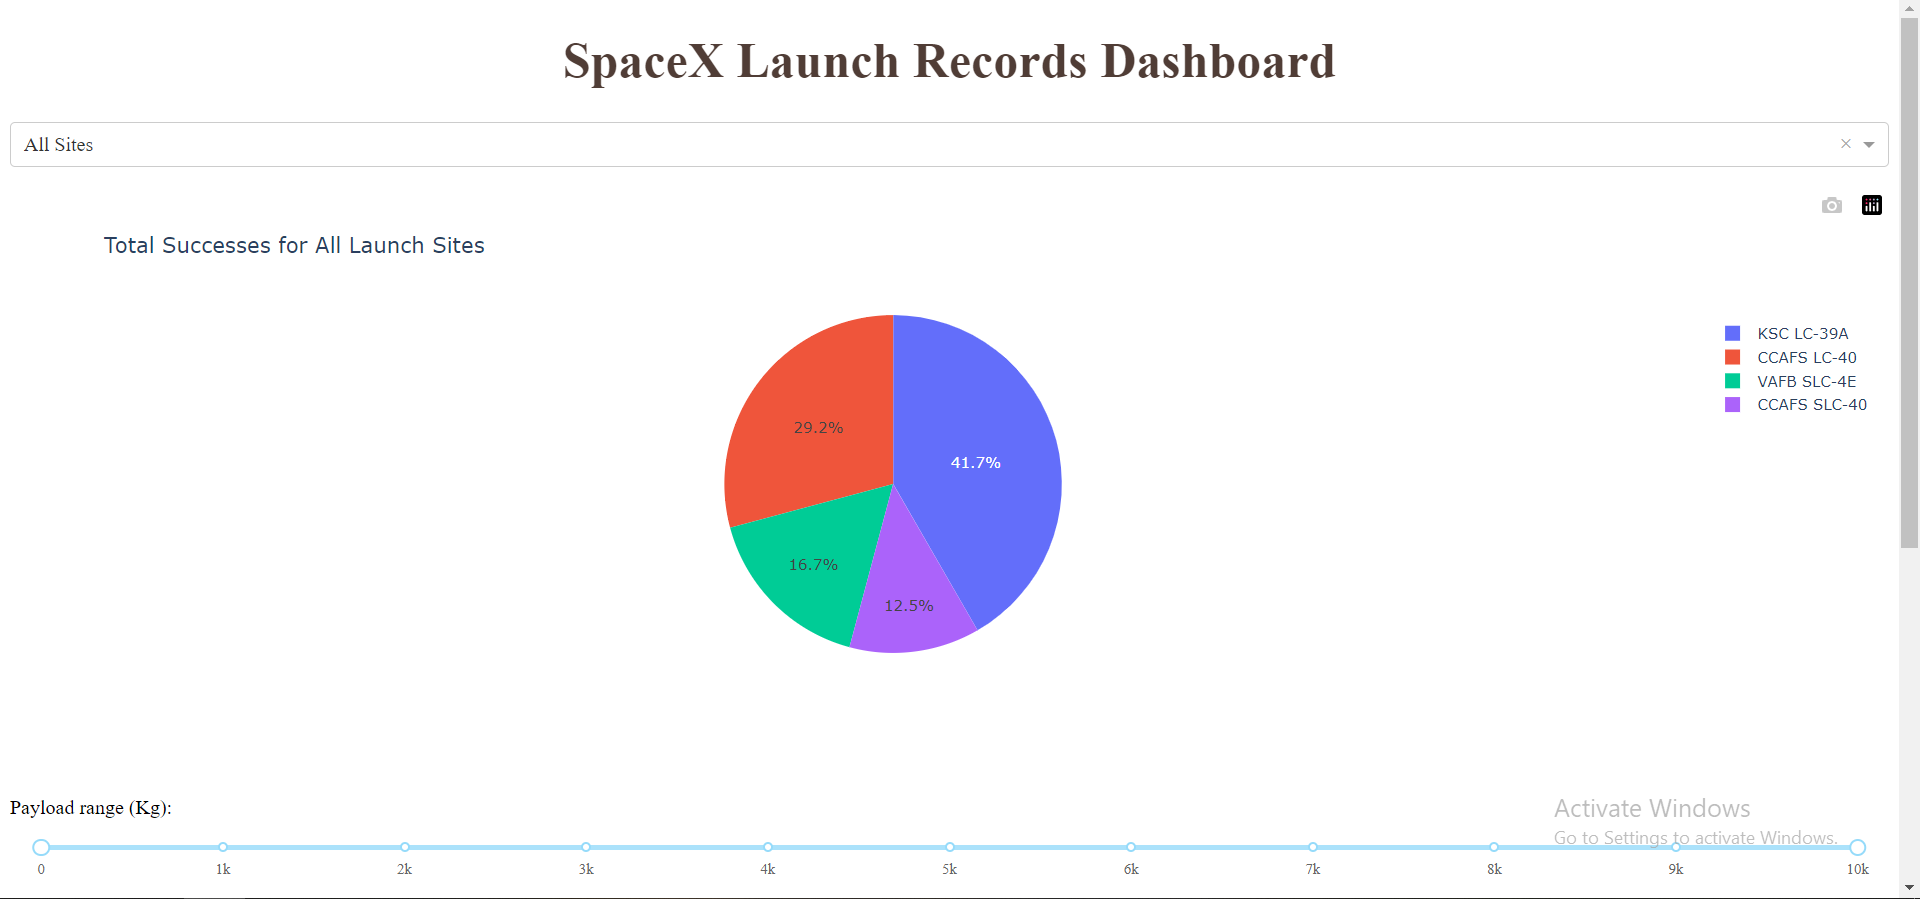 SpaceX Launch Records Dashboard
All Sites
Total Successes for All Launch Sites
KSC LC-39A
CCAFS LC-40
VAFB SLC-4E
CCAFS SLC-40
29.2%
41.7%
16.7%
12.5%
Payload range (Kg):
Activate Windows
Go to Settings to activate Windows.
0 1k 2k 3k 4k 5k 6k 7k 8k 9k 10k